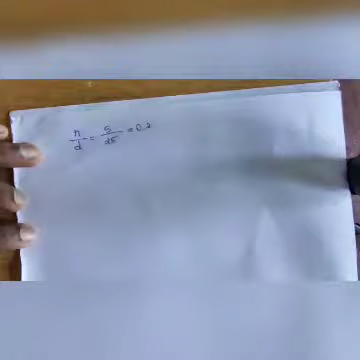 n/d = 5/25 = 0.2